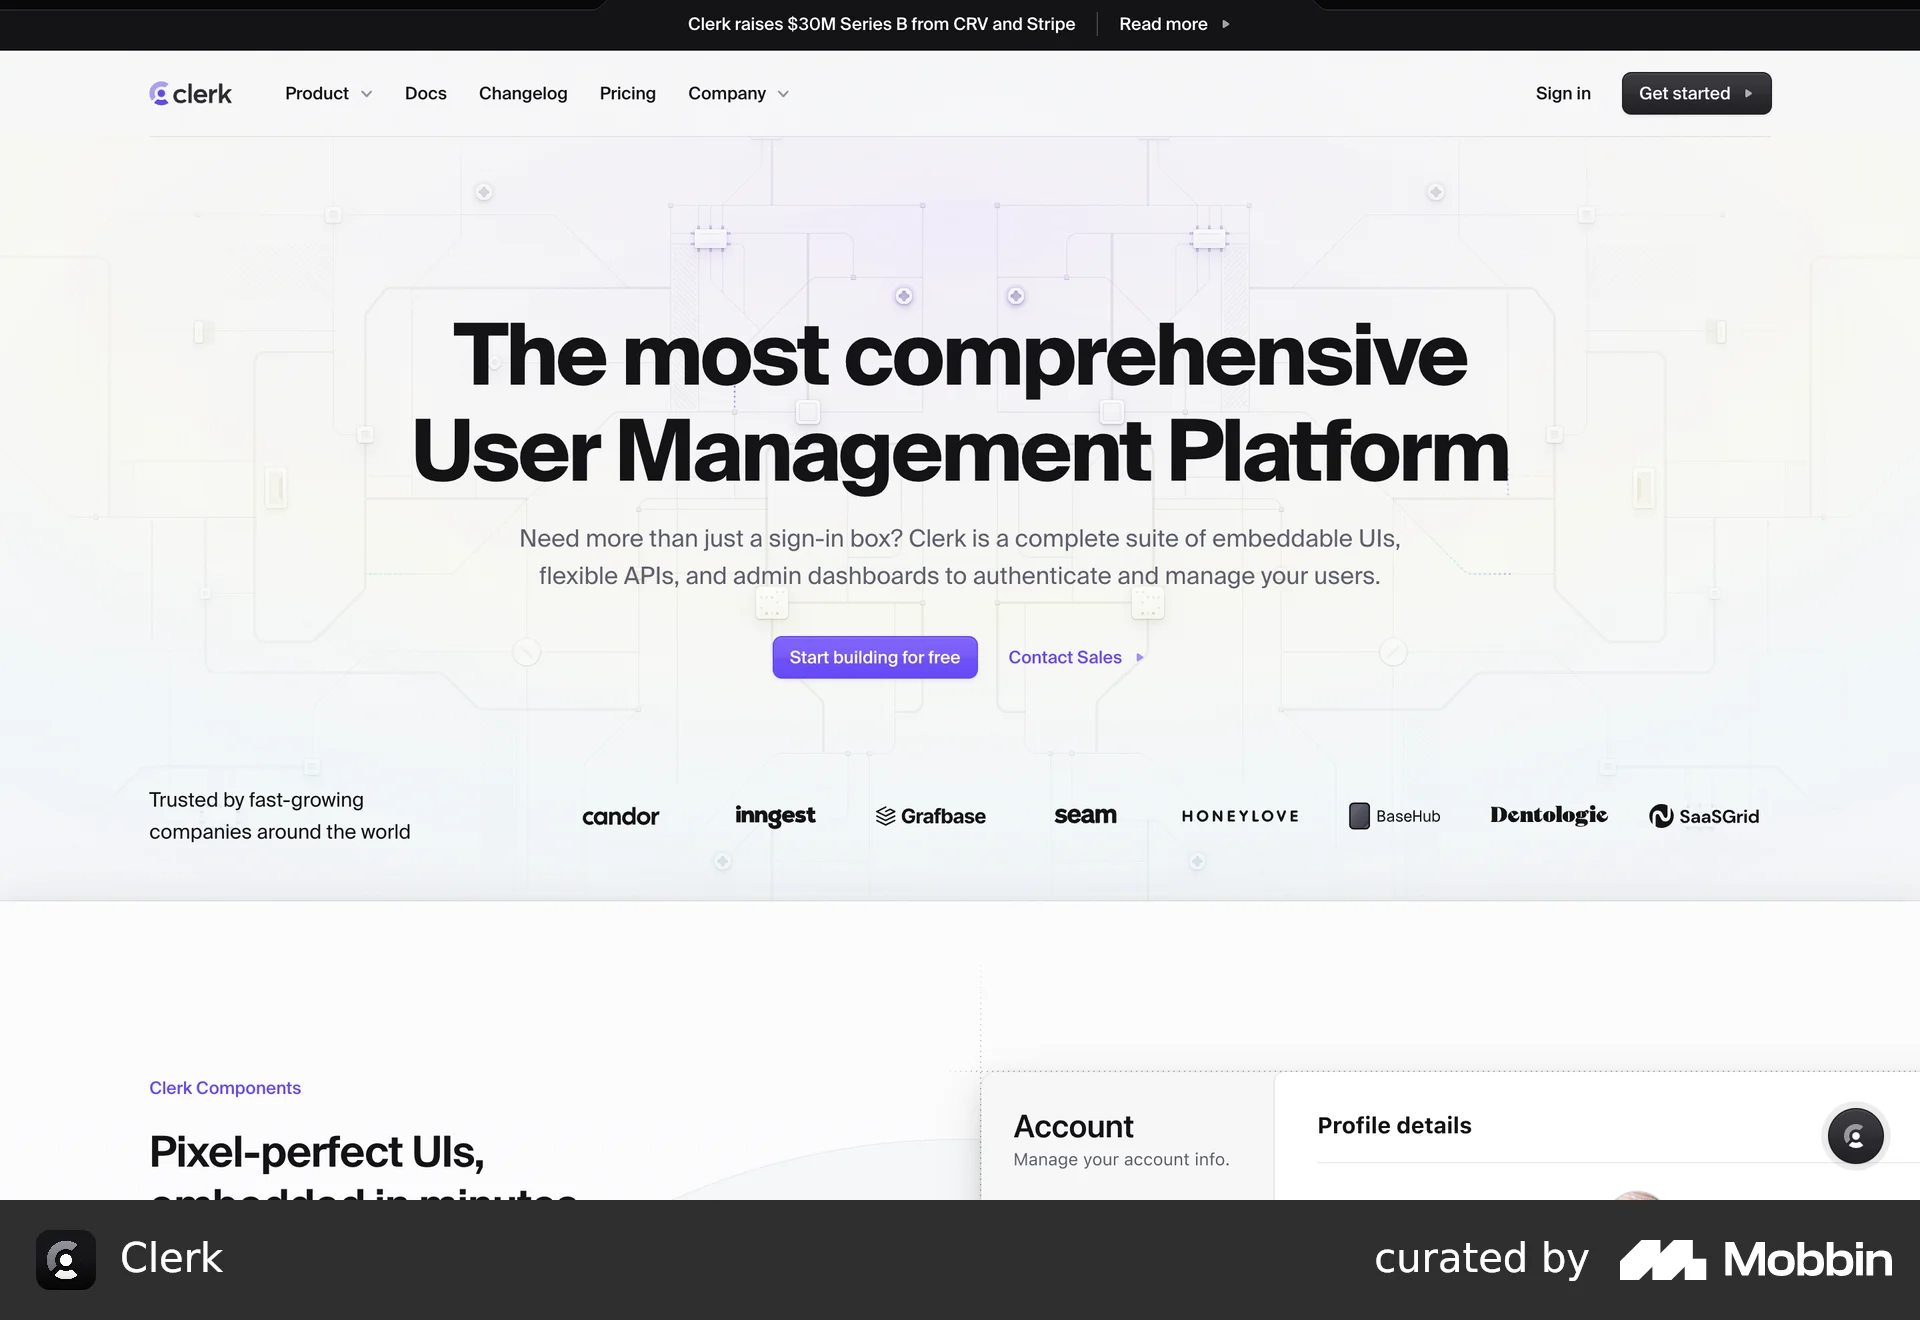 Clerk raises $30M Series B from CRV and Stripe
Read more
clerk
Product
Docs
Changelog
Pricing
Company
Sign in
Get started
The most comprehensive
User Management Platform
Need more than just a sign-in box? Clerk is a complete suite of embeddable UIs,
flexible APIs, and admin dashboards to authenticate and manage your users.
Start building for free
Contact Sales
Trusted by fast-growing
companies around the world
candor
inngest
Grafbase
seam
HONEYLOVE
BaseHub
Dentologie
SaaSGrid
Clerk Components
Pixel-perfect UIs,
embedded in minutes
Account
Manage your account info.
Profile details
Clerk
curated by
Mobbin